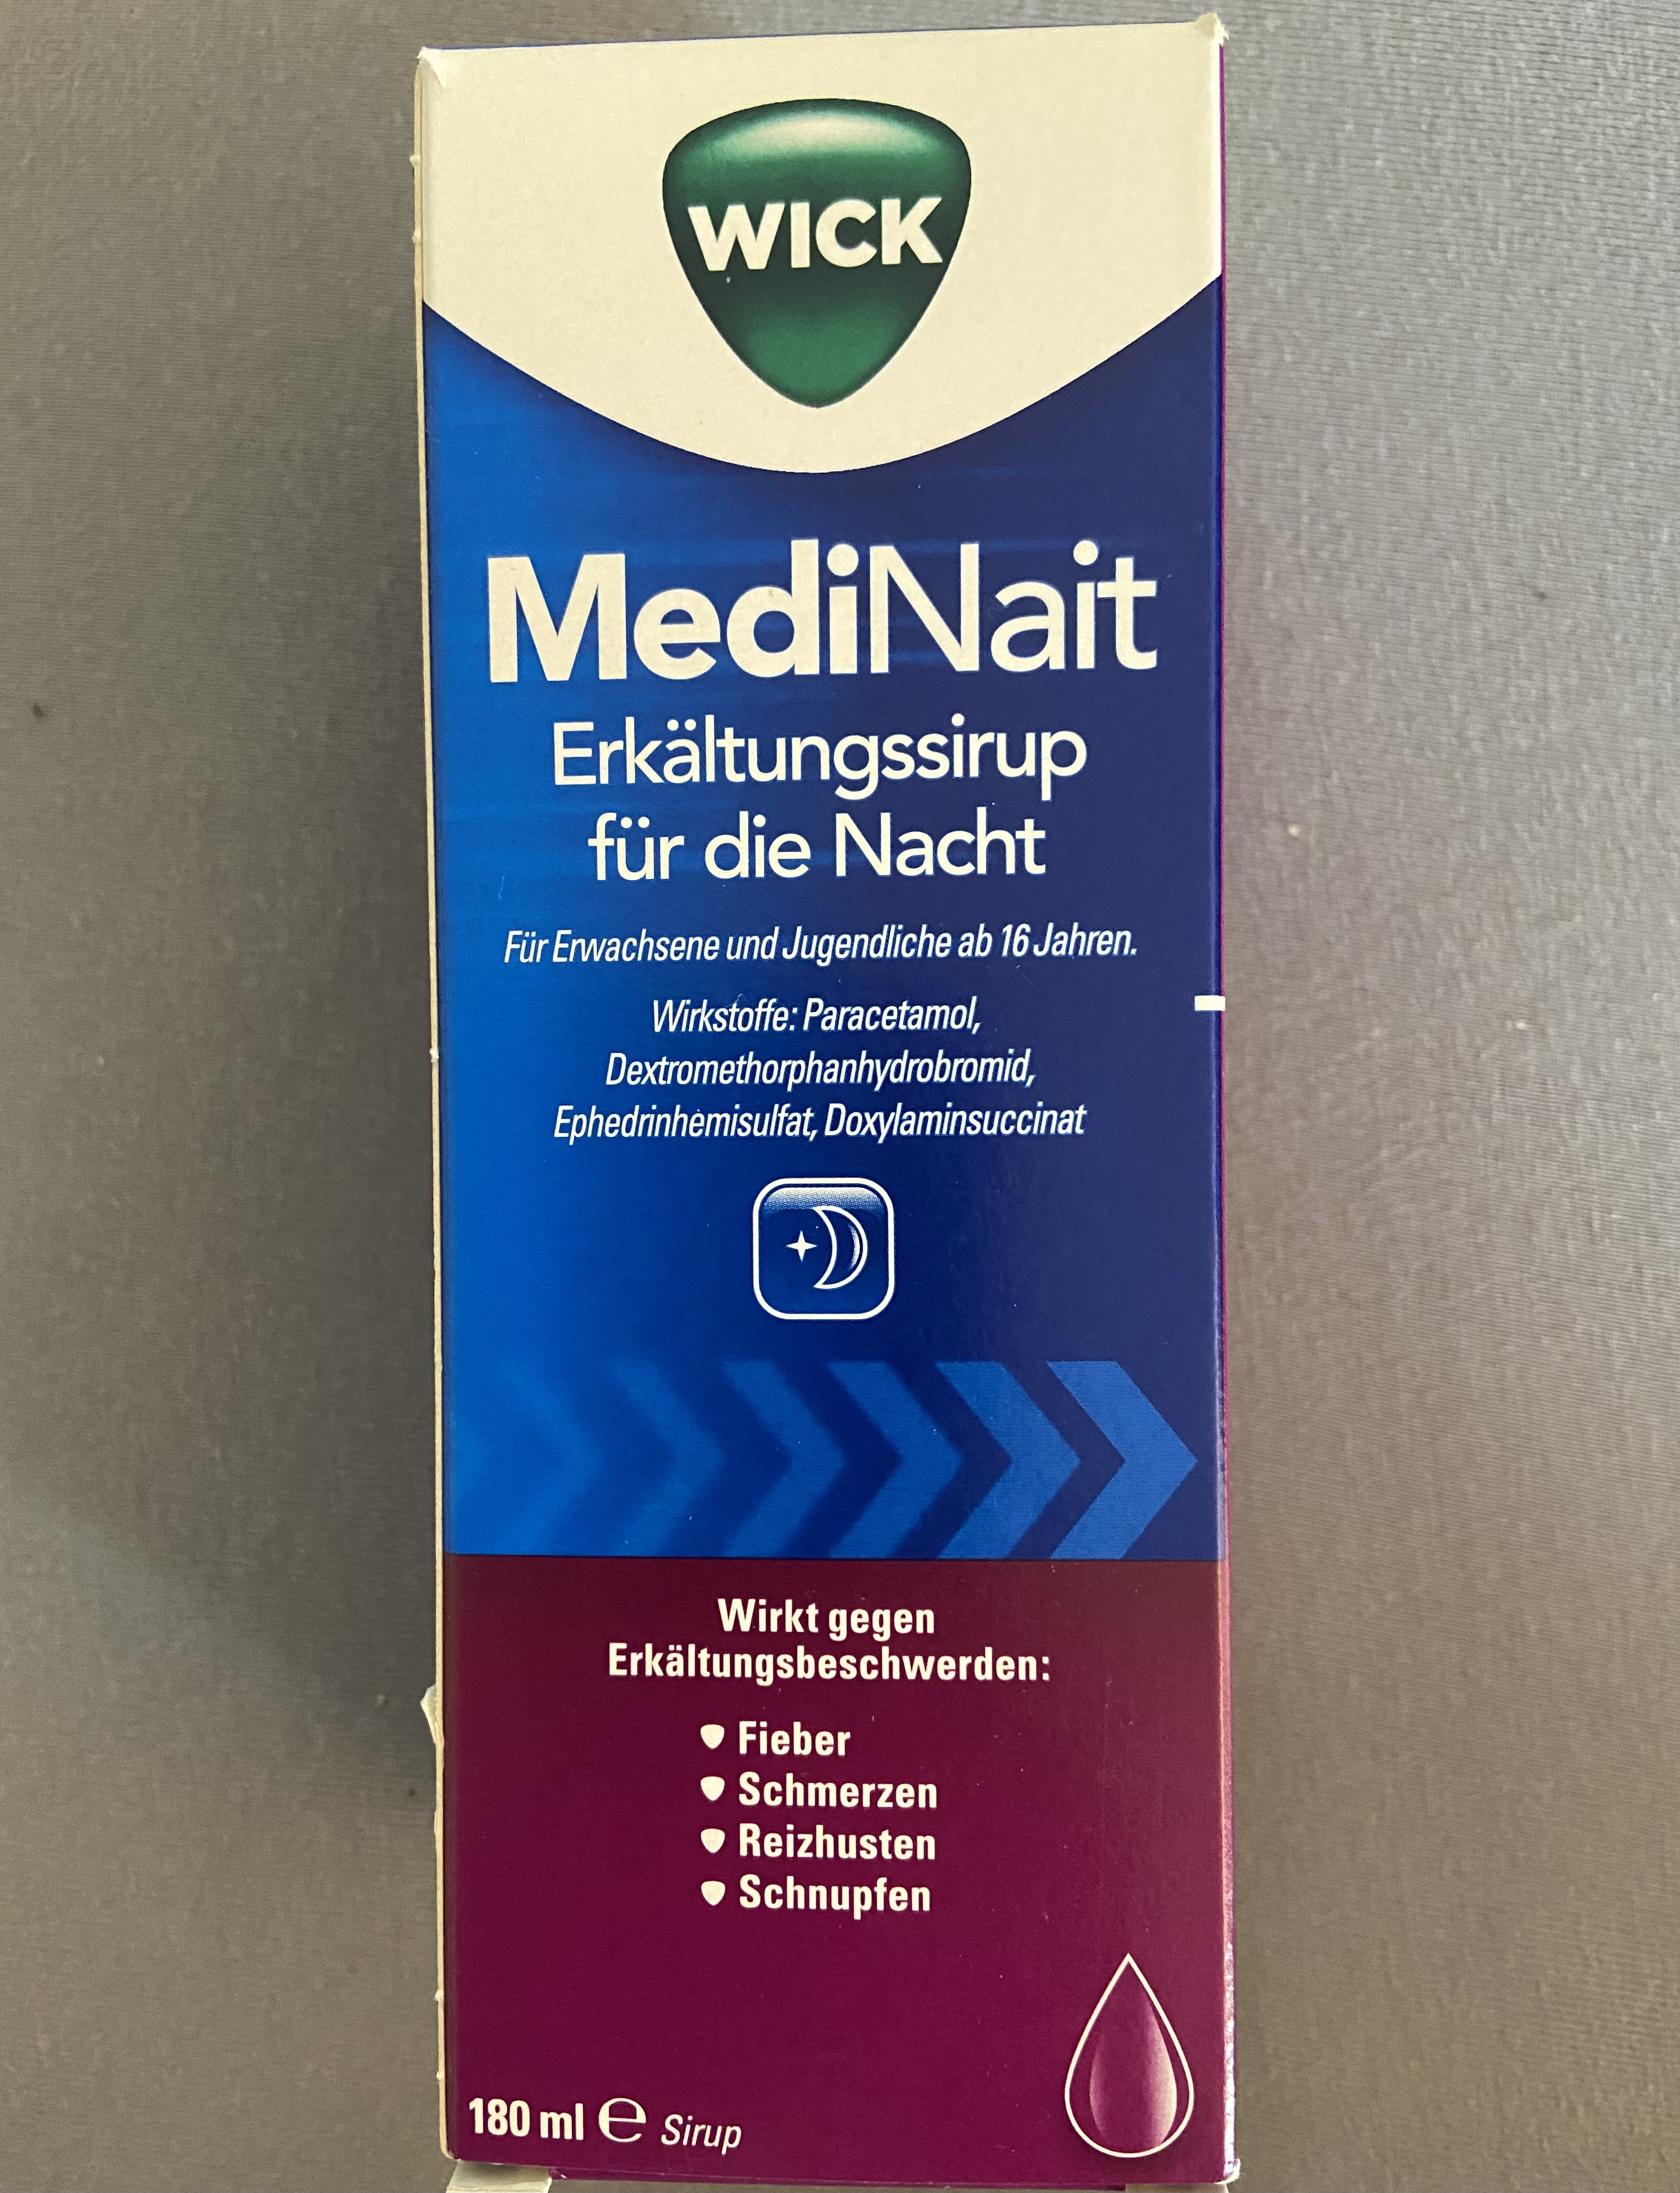 WICK
MediNait
Erkältungssirup
für die Nacht
Für Erwachsene und Jugendliche ab 16 Jahren.
Wirkstoffe: Paracetamol,
Dextromethorphanhydrobromid,
Ephedrinhemisulfat, Doxylaminsuccinat
Wirkt gegen
Erkältungsbeschwerden:
Fieber
Schmerzen
Reizhusten
Schnupfen
180 ml ℮ Sirup